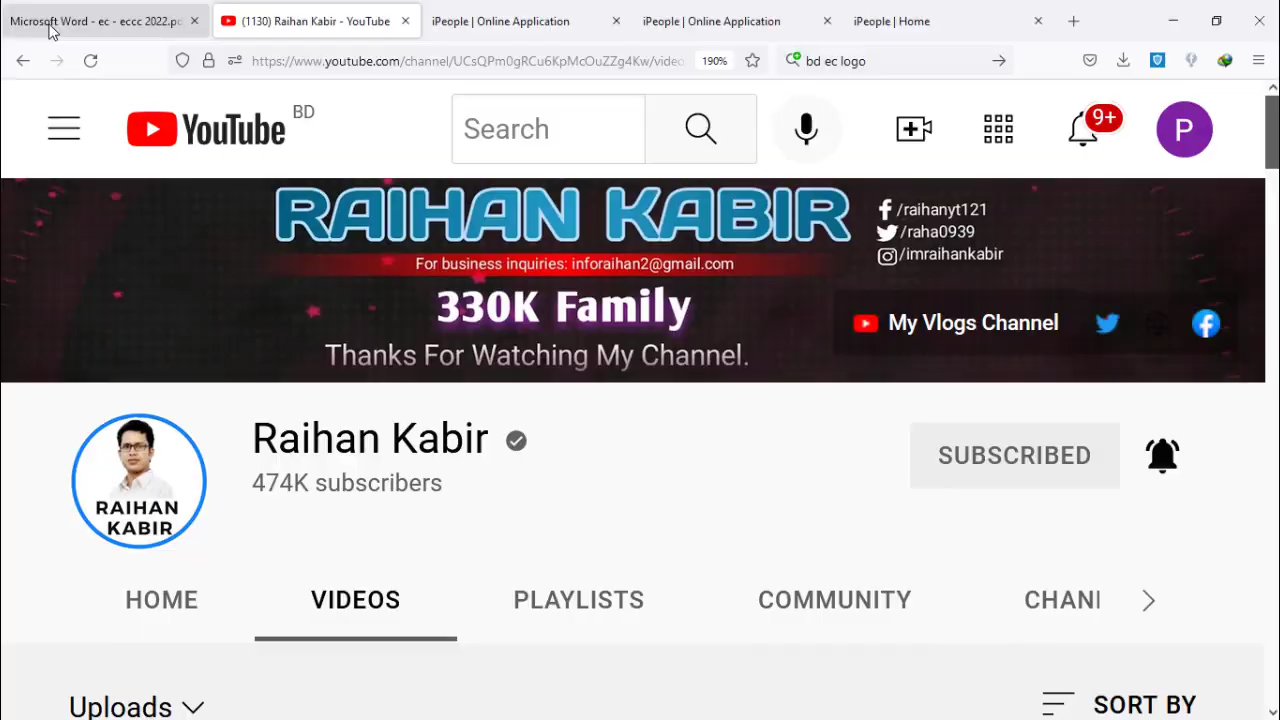 Microsoft Word - ec - eccc 2022.pd
(1130) Raihan Kabir - YouTube
iPeople | Online Application
iPeople | Online Application
iPeople | Home
https://www.youtube.com/channel/UCsQPm0gRCu6KpMcOuZZg4Kw/video
190%
bd ec logo
YouTube BD
Search
9+
P
RAIHAN KABIR
/raihanyt121
/raha0939
/imraihankabir
For business inquiries: inforaihan2@gmail.com
330K Family
My Vlogs Channel
Thanks For Watching My Channel.
RAIHAN
KABIR
Raihan Kabir
474K subscribers
SUBSCRIBED
HOME VIDEOS PLAYLISTS COMMUNITY CHANI
Uploads
SORT BY